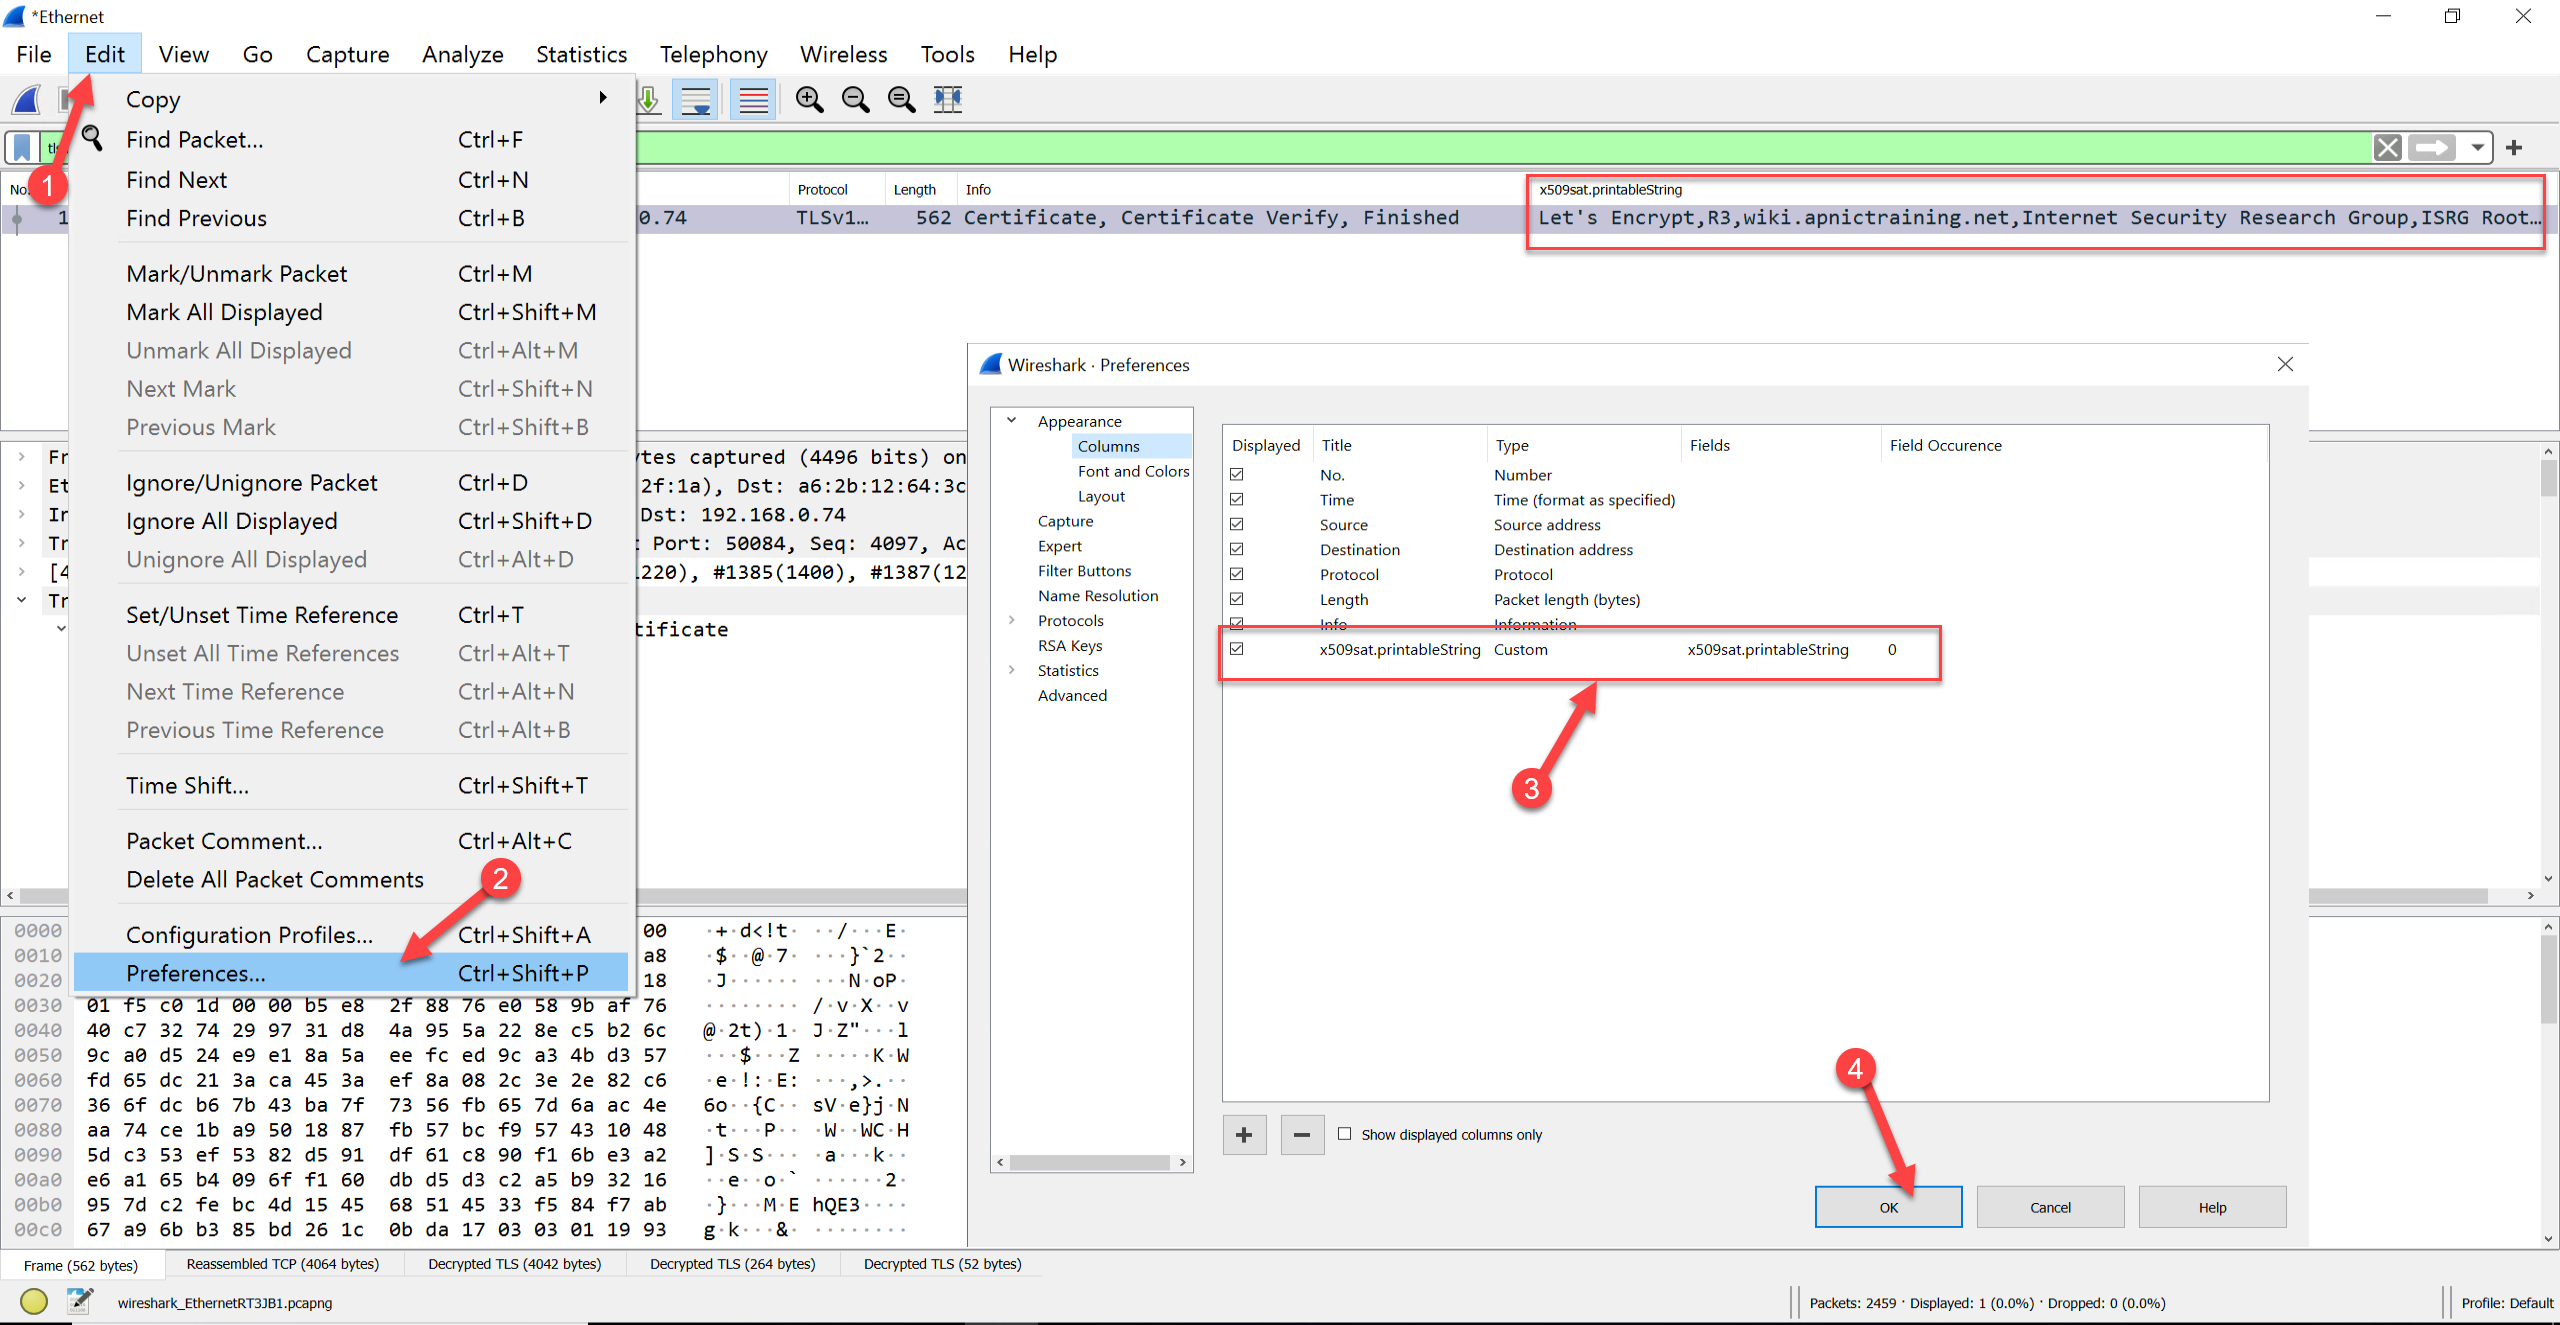 *Ethernet
File Edit View Go Capture Analyze Statistics Telephony Wireless Tools Help
Copy
Find Packet... Ctrl+F
Find Next Ctrl+N
Find Previous Ctrl+B
Mark/Unmark Packet Ctrl+M
Mark All Displayed Ctrl+Shift+M
Unmark All Displayed Ctrl+Alt+M
Next Mark Ctrl+Shift+N
Previous Mark Ctrl+Shift+B
Ignore/Unignore Packet Ctrl+D
Ignore All Displayed Ctrl+Shift+D
Unignore All Displayed Ctrl+Alt+D
Set/Unset Time Reference Ctrl+T
Unset All Time References Ctrl+Alt+T
Next Time Reference Ctrl+Alt+N
Previous Time Reference Ctrl+Alt+B
Time Shift... Ctrl+Shift+T
Packet Comment... Ctrl+Alt+C
Delete All Packet Comments
Configuration Profiles... Ctrl+Shift+A
Preferences... Ctrl+Shift+P
1
2
No. Protocol Length Info x509sat.printableString
1 0.74 TLSv1... 562 Certificate, Certificate Verify, Finished Let's Encrypt,R3,wiki.apnictraining.net,Internet Security Research Group,ISRG Root...
Fr ytes captured (4496 bits) on
Et 2f:1a), Dst: a6:2b:12:64:3c
In Dst: 192.168.0.74
Tr t Port: 50084, Seq: 4097, Ac
[4 1220), #1385(1400), #1387(12
Tr
tificate
Wireshark · Preferences
Appearance
Columns
Font and Colors
Layout
Capture
Expert
Filter Buttons
Name Resolution
Protocols
RSA Keys
Statistics
Advanced
Displayed Title Type Fields Field Occurence
No. Number
Time Time (format as specified)
Source Source address
Destination Destination address
Protocol Protocol
Length Packet length (bytes)
Info Information
x509sat.printableString Custom x509sat.printableString 0
3
4
Show displayed columns only
OK Cancel Help
0000 00 ·+·d<!t· ··/···E·
0010 a8 ·$··@·7· ···}`2··
0020 18 ·J······ ···N·oP·
0030 01 f5 c0 1d 00 00 b5 e8 2f 88 76 e0 58 9b af 76 ········ /·v·X··v
0040 40 c7 32 74 29 97 31 d8 4a 95 5a 22 8e c5 b2 6c @·2t)·1· J·Z"···l
0050 9c a0 d5 24 e9 e1 8a 5a ee fc ed 9c a3 4b d3 57 ···$···Z ·····K·W
0060 fd 65 dc 21 3a ca 45 3a ef 8a 08 2c 3e 2e 82 c6 ·e·!:·E: ···,>.··
0070 36 6f dc b6 7b 43 ba 7f 73 56 fb 65 7d 6a ac 4e 6o··{C·· sV·e}j·N
0080 aa 74 ce 1b a9 50 18 87 fb 57 bc f9 57 43 10 48 ·t···P·· ·W··WC·H
0090 5d c3 53 ef 53 82 d5 91 df 61 c8 90 f1 6b e3 a2 ]·S·S··· ·a···k··
00a0 e6 a1 65 b4 09 6f f1 60 db d5 d3 c2 a5 b9 32 16 ··e··o·` ······2·
00b0 95 7d c2 fe bc 4d 15 45 68 51 45 33 f5 84 f7 ab ·}···M·E hQE3····
00c0 67 a9 6b b3 85 bd 26 1c 0b da 17 03 03 01 19 93 g·k···&· ········
Frame (562 bytes) Reassembled TCP (4064 bytes) Decrypted TLS (4042 bytes) Decrypted TLS (264 bytes) Decrypted TLS (52 bytes)
wireshark_EthernetRT3JB1.pcapng Packets: 2459 · Displayed: 1 (0.0%) · Dropped: 0 (0.0%) Profile: Default